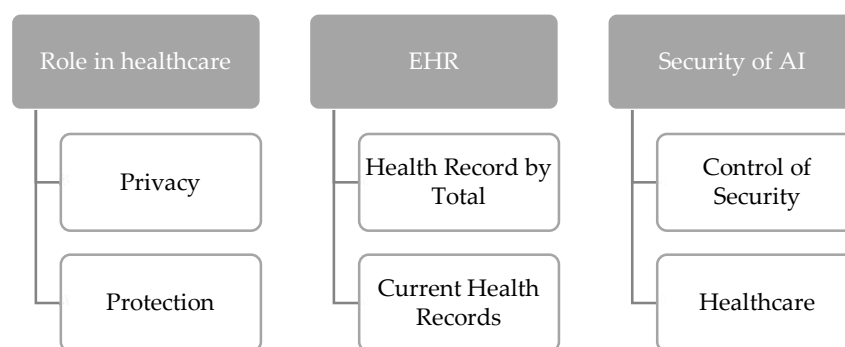 Role in healthcare
EHR
Security of AI
Privacy
Health Record by
Total
Control of
Security
Protection
Current Health
Records
Healthcare